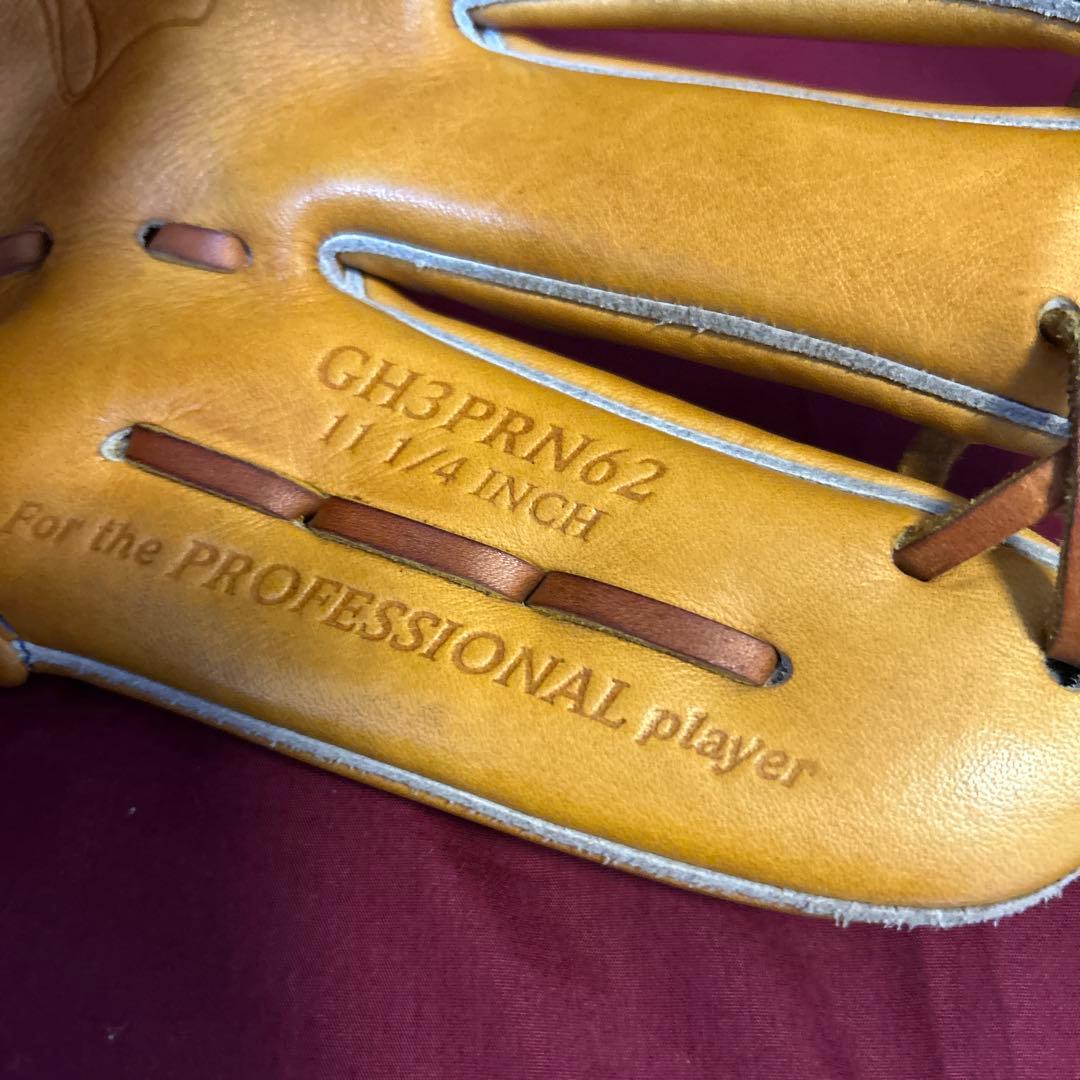 GH3PRN62
11 1/4 INCH
For the PROFESSIONAL player